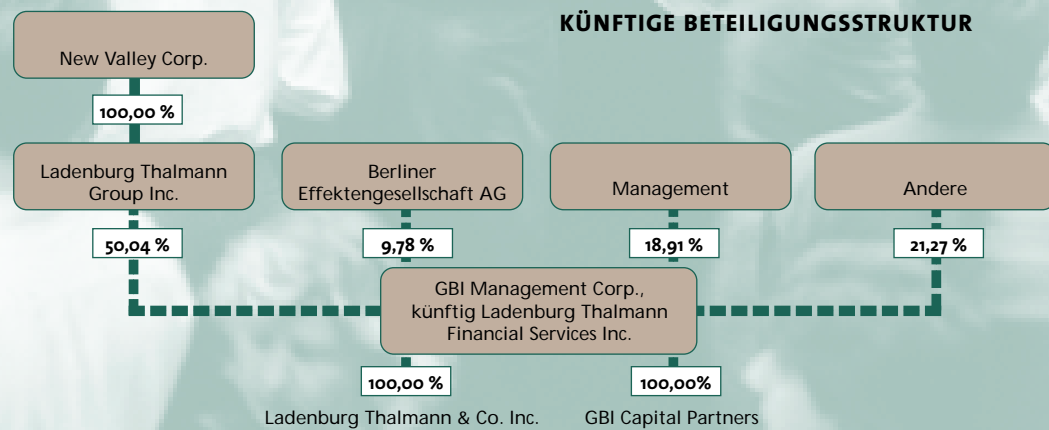 KÜNFTIGE BETEILIGUNGSSTRUKTUR
New Valley Corp.
100,00 %
Ladenburg Thalmann
Group Inc.
Berliner
Effektengesellschaft AG
Management
Andere
50,04 %
9,78 %
18,91 %
21,27 %
GBI Management Corp.,
künftig Ladenburg Thalmann
Financial Services Inc.
100,00 %
100,00%
Ladenburg Thalmann & Co. Inc.
GBI Capital Partners